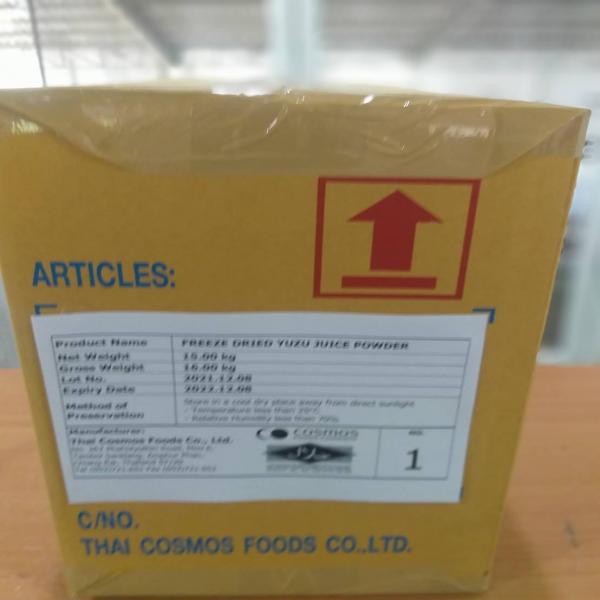 ARTICLES:
Product Name FREEZE DRIED YUZU JUICE POWDER
Net Weight 15.00 kg
Gross Weight 16.00 kg
Lot No. 2021.12.08
Expiry Date 2022.12.08
Method of Preservation
Store in a cool dry place away from direct sunlight
- Temperature less than 25°C
- Relative Humidity less than 70%
Manufacturer:
Thai Cosmos Foods Co., Ltd.
COSMOS
NO.
1
C/NO.
THAI COSMOS FOODS CO.,LTD.